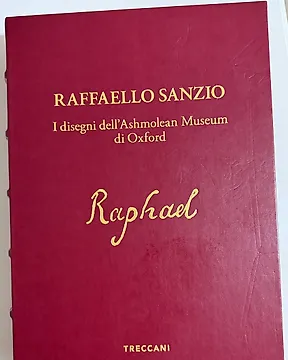 RAFFAELLO SANZIO
I disegni dell'Ashmolean Museum
di Oxford
Raphael
TRECCANI